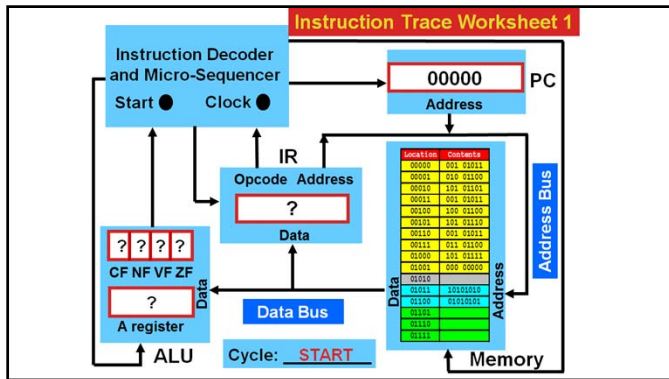 Instruction Trace Worksheet 1
Instruction Decoder
and Micro-Sequencer
Start Clock
00000 PC
Address
IR
Opcode Address
?
Data
? ? ? ?
CF NF VF ZF
?
A register
Data
ALU
Data Bus
Cycle: START
Location Contents
00000 001 01011
00001 010 01100
00010 101 01101
00011 001 01011
00100 100 01100
00101 101 01110
00110 001 01011
00111 011 01100
01000 101 01111
01001 000 00000
01010
01011 10101010
01100 01010101
01101
01110
01111
Data
Address
Memory
Address Bus